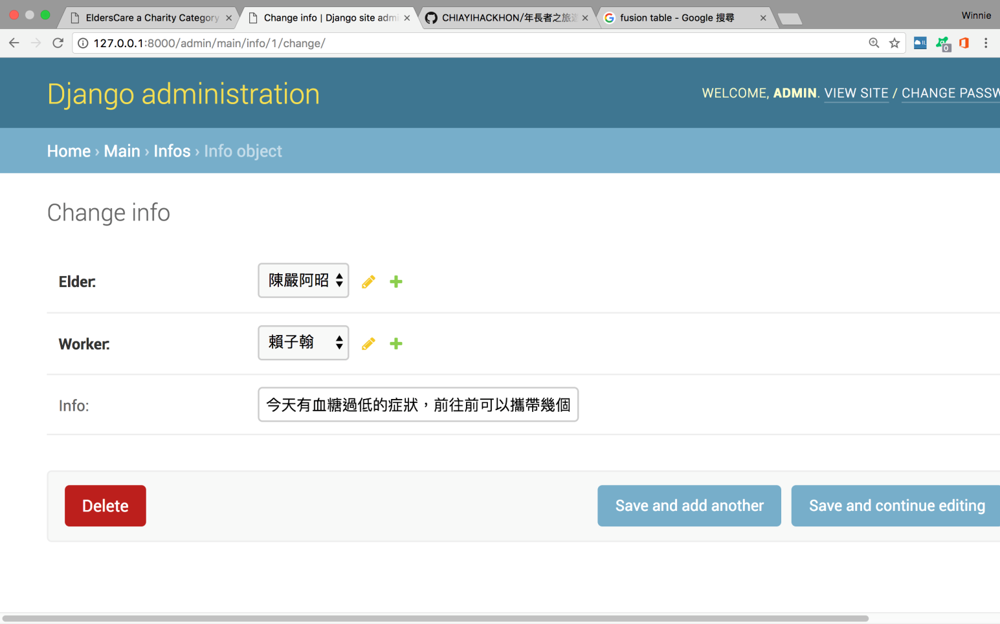 EldersCare a Charity Category
Change info | Django site admi
CHIAYIHACKHON/年長者之旅遊
fusion table - Google 搜尋
Winnie
127.0.0.1:8000/admin/main/info/1/change/
IL
0
Django administration
WELCOME, ADMIN. VIEW SITE / CHANGE PASSW
Home › Main › Infos › Info object
Change info
Elder: 陳嚴阿昭
Worker: 賴子翰
Info: 今天有血糖過低的症狀,前往前可以攜帶幾個
Delete
Save and add another
Save and continue editing